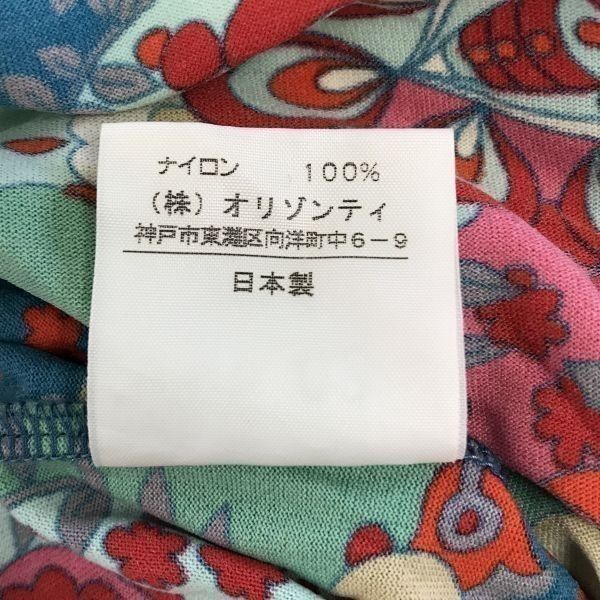 ナイロン 100%
(株)オリゾンティ
神戸市東灘区向洋町中6-9
日本製